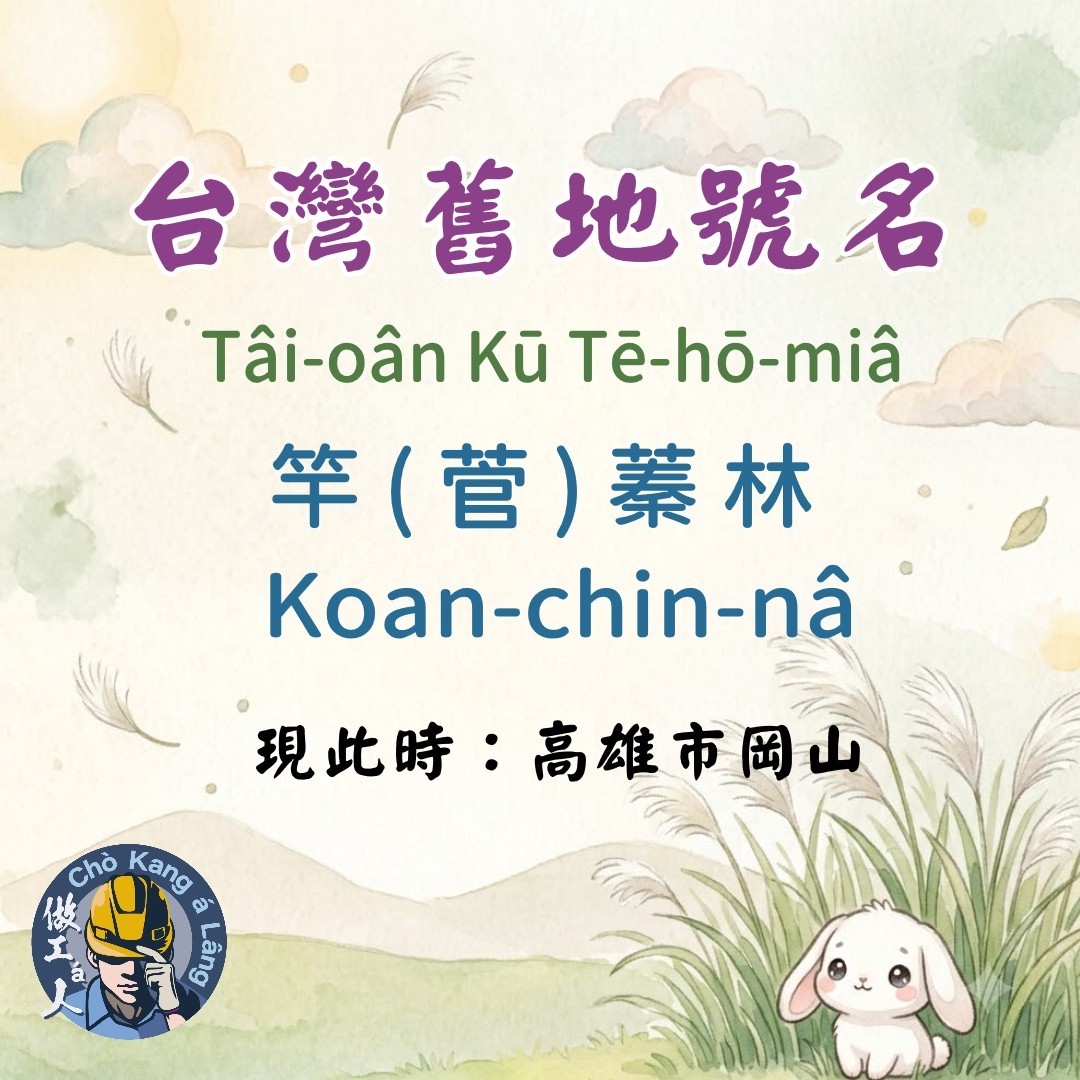 台灣舊地號名
Tâi-oân Kū Tē-hō-miâ
竿(菅)蓁林
Koan-chin-nâ
現此時：高雄市岡山
Chò Kang á Lâng
做工ê人